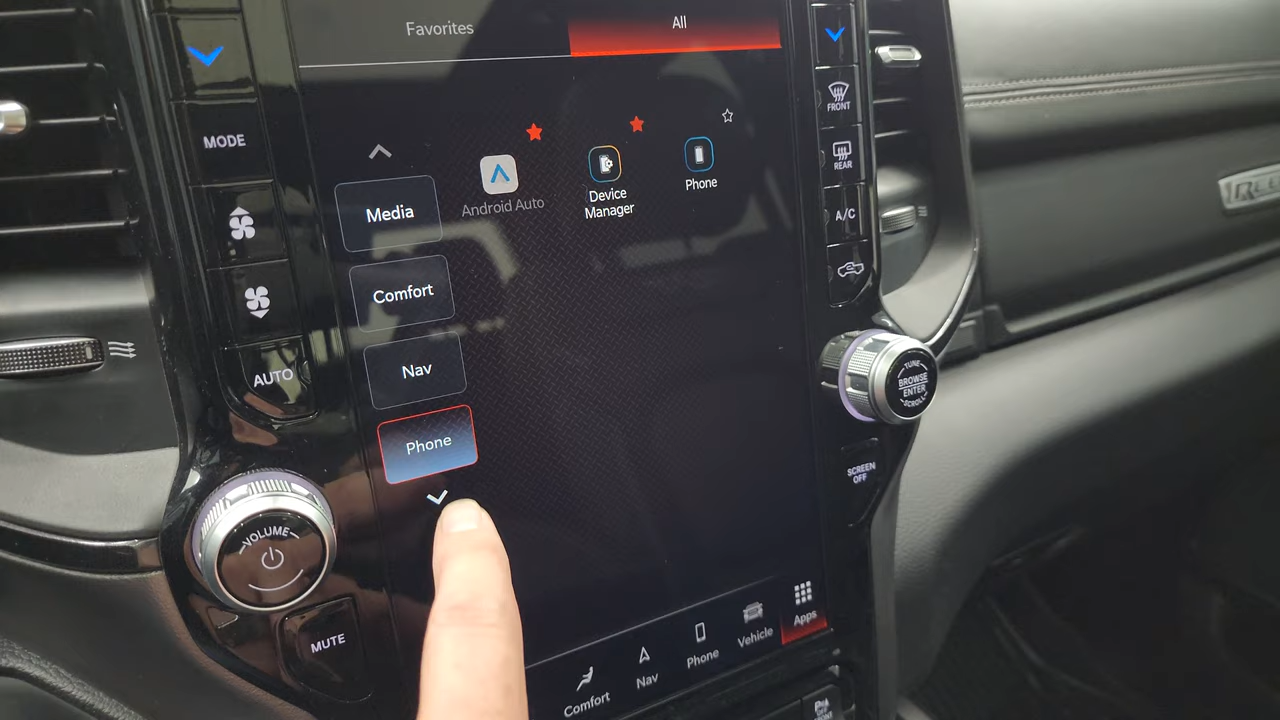 Favorites
All
MODE
FRONT
REAR
Media
Android Auto
Device
Manager
Phone
A/C
Comfort
Nav
AUTO
TUNE
BROWSE
ENTER
SCROLL
Phone
SCREEN
OFF
VOLUME
MUTE
Comfort
Nav
Phone
Vehicle
Apps